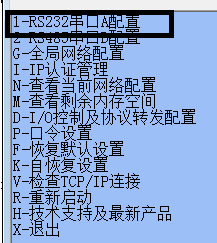 1-RS232串口A配置
2-RS485串口B配置
G-全局网络配置
I-IP认证管理
N-查看当前网络配置
M-查看剩余内存空间
D-I/O控制及协议转发配置
P-口令设置
F-恢复默认设置
K-自恢复设置
V-检查TCP/IP连接
R-重新启动
H-技术支持及最新产品
X-退出